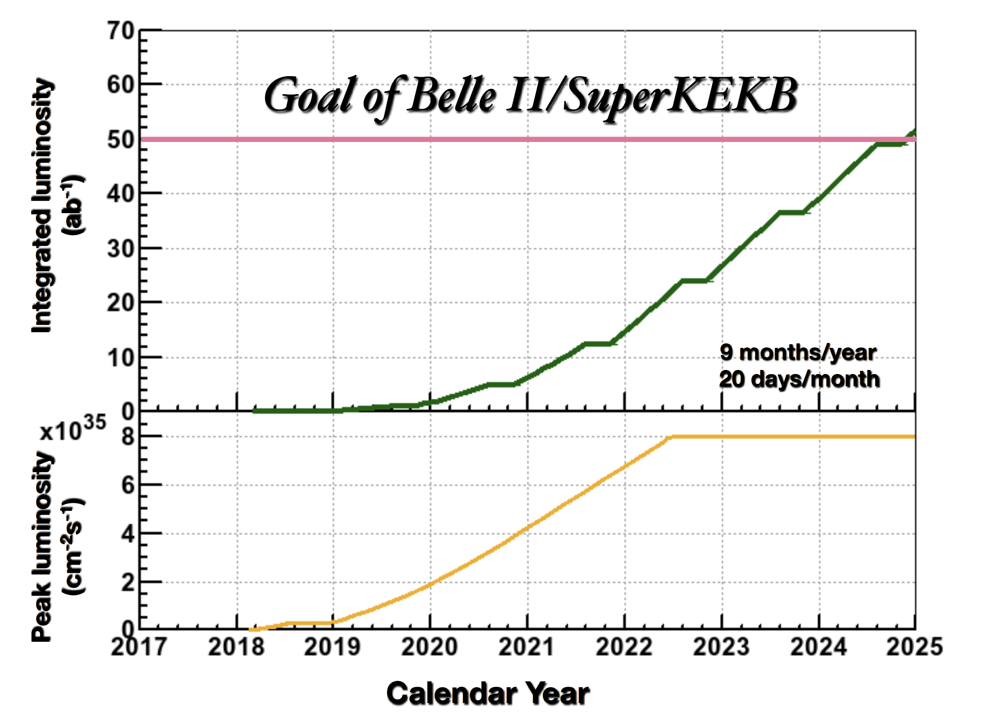 Goal of Belle II/SuperKEKB
Integrated luminosity
(ab⁻¹)
70
60
50
40
30
20
10
0
9 months/year
20 days/month
x10³⁵
Peak luminosity
(cm⁻²s⁻¹)
8
6
4
2
0
2017 2018 2019 2020 2021 2022 2023 2024 2025
Calendar Year